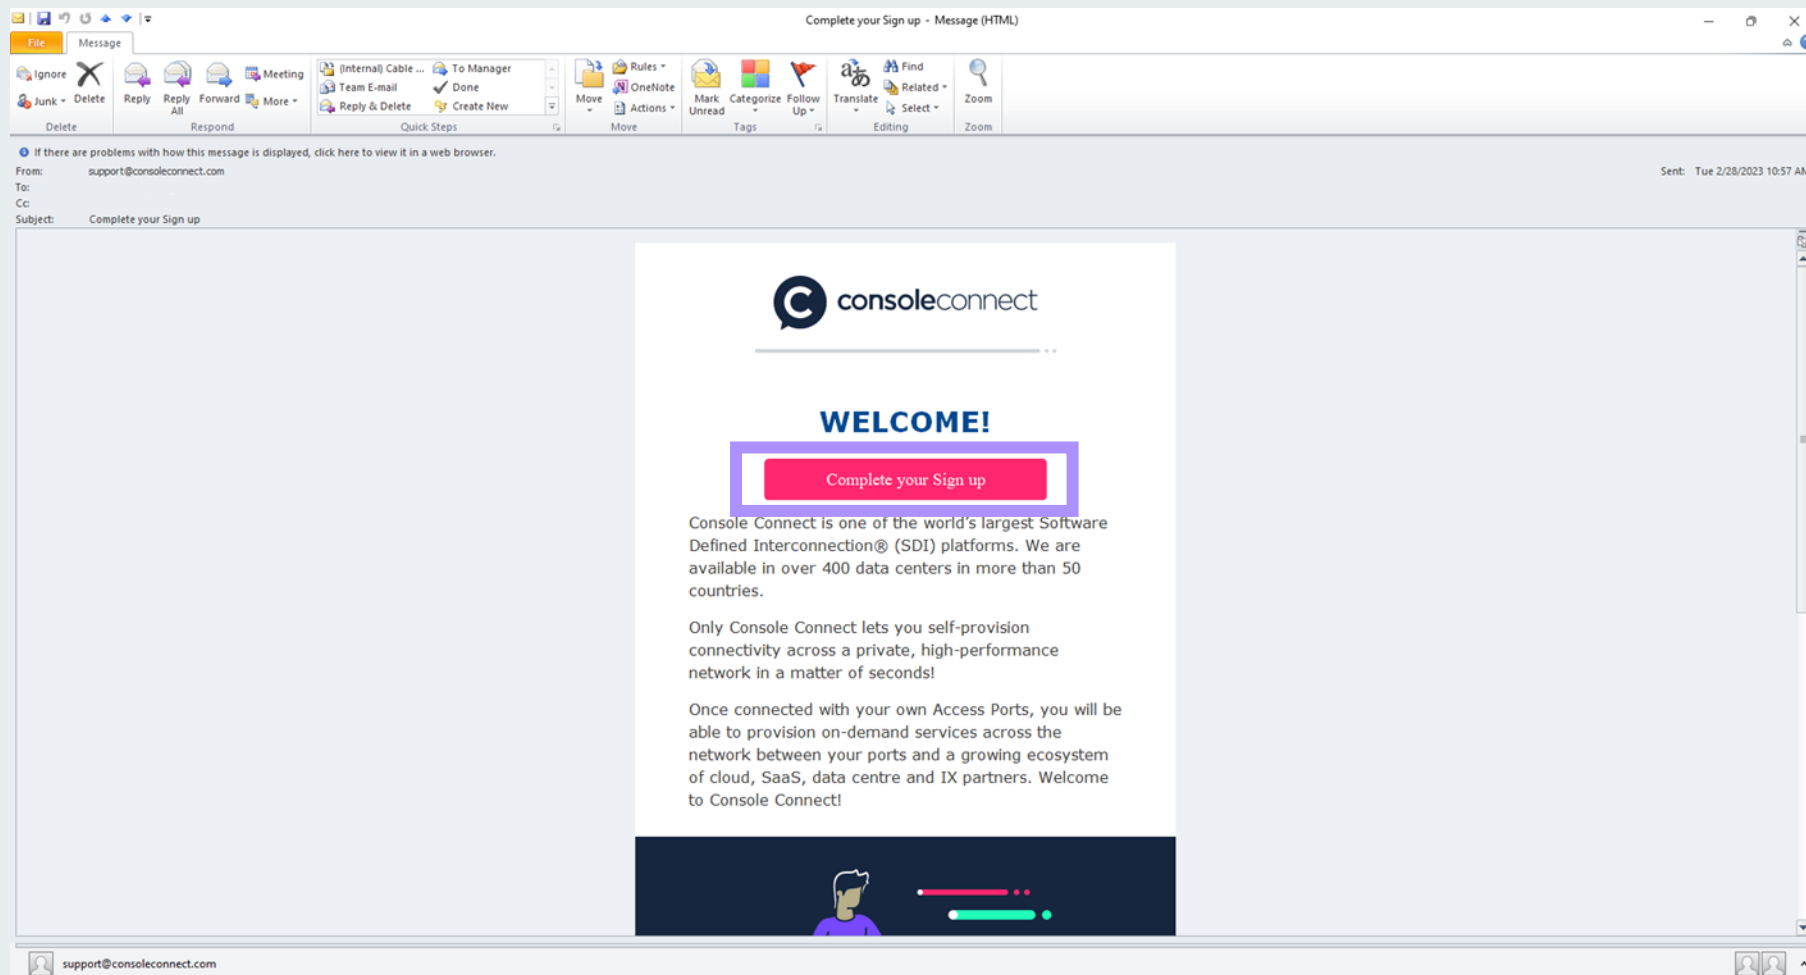 Complete your Sign up - Message (HTML)
File
Message
Ignore
Junk
Delete
Delete
Reply
Reply All
Forward
Meeting
More
Respond
(Internal) Cable ...
Team E-mail
Reply & Delete
To Manager
Done
Create New
Quick Steps
Move
Rules
OneNote
Actions
Move
Mark Unread
Categorize
Follow Up
Tags
Translate
Find
Related
Select
Editing
Zoom
Zoom
If there are problems with how this message is displayed, click here to view it in a web browser.
From: support@consoleconnect.com
Sent: Tue 2/28/2023 10:57 AM
To:
Cc:
Subject: Complete your Sign up
consoleconnect
WELCOME!
Complete your Sign up
Console Connect is one of the world's largest Software
Defined Interconnection® (SDI) platforms. We are
available in over 400 data centers in more than 50
countries.
Only Console Connect lets you self-provision
connectivity across a private, high-performance
network in a matter of seconds!
Once connected with your own Access Ports, you will be
able to provision on-demand services across the
network between your ports and a growing ecosystem
of cloud, SaaS, data centre and IX partners. Welcome
to Console Connect!
support@consoleconnect.com